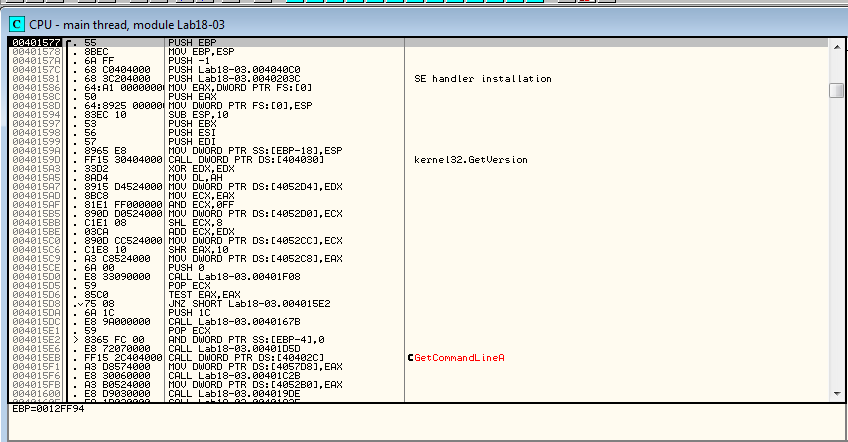 C CPU - main thread, module Lab18-03
00401577 . 55 PUSH EBP
00401578 . 8BEC MOV EBP,ESP
0040157A . 6A FF PUSH -1
0040157C . 68 C0404000 PUSH Lab18-03.004040C0
00401581 . 68 3C204000 PUSH Lab18-03.0040203C SE handler installation
00401586 . 64:A1 0000000 MOV EAX,DWORD PTR FS:[0]
0040158C . 50 PUSH EAX
0040158D . 64:8925 00000 MOV DWORD PTR FS:[0],ESP
00401594 . 83EC 10 SUB ESP,10
00401597 . 53 PUSH EBX
00401598 . 56 PUSH ESI
00401599 . 57 PUSH EDI
0040159A . 8965 E8 MOV DWORD PTR SS:[EBP-18],ESP
0040159D . FF15 30404000 CALL DWORD PTR DS:[404030] kernel32.GetVersion
004015A3 . 33D2 XOR EDX,EDX
004015A5 . 8AD4 MOV DL,AH
004015A7 . 8915 D4524000 MOV DWORD PTR DS:[4052D4],EDX
004015AD . 8BC8 MOV ECX,EAX
004015AF . 81E1 FF000000 AND ECX,0FF
004015B5 . 890D D0524000 MOV DWORD PTR DS:[4052D0],ECX
004015BB . C1E1 08 SHL ECX,8
004015BE . 03CA ADD ECX,EDX
004015C0 . 890D CC524000 MOV DWORD PTR DS:[4052CC],ECX
004015C6 . C1E8 10 SHR EAX,10
004015C9 . A3 C8524000 MOV DWORD PTR DS:[4052C8],EAX
004015CE . 6A 00 PUSH 0
004015D0 . E8 33090000 CALL Lab18-03.00401F08
004015D5 . 59 POP ECX
004015D6 . 85C0 TEST EAX,EAX
004015D8 . 75 08 JNZ SHORT Lab18-03.004015E2
004015DA . 6A 1C PUSH 1C
004015DC . E8 9A000000 CALL Lab18-03.0040167B
004015E1 . 59 POP ECX
004015E2 > 8365 FC 00 AND DWORD PTR SS:[EBP-4],0
004015E6 . E8 72070000 CALL Lab18-03.00401D5D
004015EB . FF15 2C404000 CALL DWORD PTR DS:[40402C] CGetCommandLineA
004015F1 . A3 D8574000 MOV DWORD PTR DS:[4057D8],EAX
004015F6 . E8 30060000 CALL Lab18-03.00401C2B
004015FB . A3 B0524000 MOV DWORD PTR DS:[4052B0],EAX
00401600 . E8 D9030000 CALL Lab18-03.004019DE
EBP=0012FF94